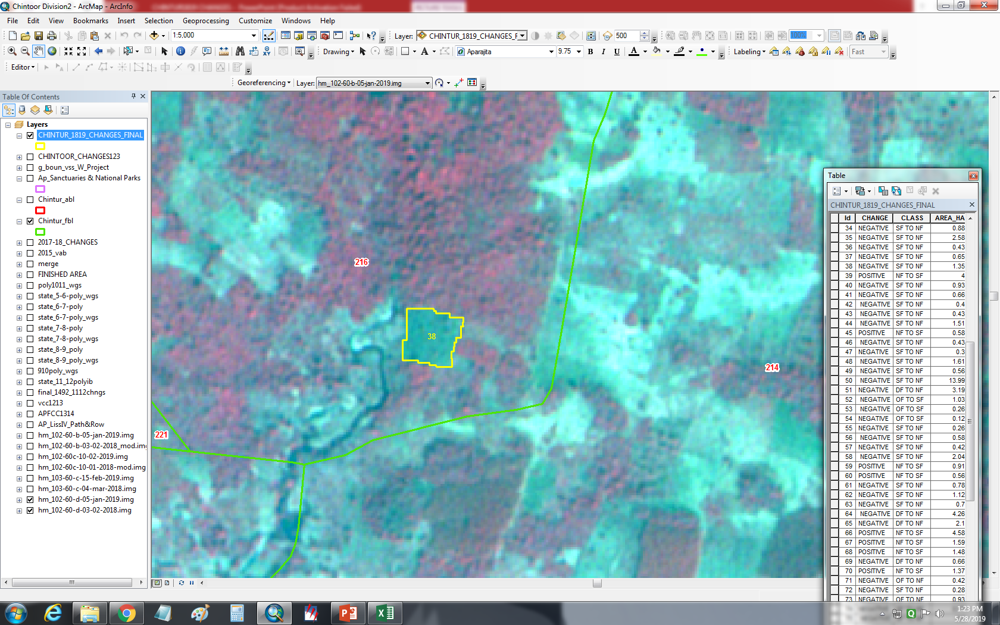 Chintoor Division2 - ArcMap - ArcInfo
File Edit View Bookmarks Insert Selection Geoprocessing Customize Windows Help
1:5,000 Layer: CHINTUR_1819_CHANGES_F 500 100%
Drawing A Aparajita 9.75 B I U A Labeling Fast
Editor
Georeferencing Layer: hm_102-60-b-05-jan-2019.img
Table Of Contents
Layers
CHINTUR_1819_CHANGES_FINAL
CHINTOOR_CHANGES123
g_boun_vss_W_Project
Ap_Sanctuaries & National Parks
Chintur_abl
Chintur_fbl
2017-18_CHANGES
2015_vab
merge
FINISHED AREA
poly1011_wgs
state_5-6-poly_wgs
state_6-7-poly
state_6-7-poly_wgs
state_7-8-poly
state_7-8-poly_wgs
state_8-9_poly
state_8-9_poly_wgs
910poly_wgs
state_11_12polyib
final_1492_1112chngs
vcc1213
APFCC1314
AP_LissIV_Path&Row
hm_102-60-b-05-jan-2019.img
hm_102-60-b-03-02-2018_mod.img
hm_102-60c-10-02-2019.img
hm_102-60c-10-01-2018-mod.img
hm_103-60-c-15-feb-2019.img
hm_103-60-c-04-mar-2018.img
hm_102-60-d-05-jan-2019.img
hm_102-60-d-03-02-2018.img
216
38
214
221
Table
CHINTUR_1819_CHANGES_FINAL
Id CHANGE CLASS AREA_HA
34 NEGATIVE SF TO NF 0.88
35 NEGATIVE SF TO NF 2.58
36 NEGATIVE SF TO NF 0.43
37 NEGATIVE SF TO NF 0.65
38 NEGATIVE SF TO NF 1.35
39 POSITIVE NF TO SF 4
40 NEGATIVE SF TO NF 0.93
41 NEGATIVE SF TO NF 0.66
42 NEGATIVE SF TO NF 0.4
43 NEGATIVE SF TO NF 0.43
44 NEGATIVE SF TO NF 1.51
45 POSITIVE NF TO SF 0.58
46 NEGATIVE SF TO NF 0.43
47 NEGATIVE SF TO NF 0.3
48 NEGATIVE SF TO NF 1.61
49 NEGATIVE SF TO NF 0.56
50 NEGATIVE SF TO NF 13.99
51 NEGATIVE DF TO NF 3.19
52 NEGATIVE OF TO SF 1.03
53 NEGATIVE OF TO SF 0.26
54 NEGATIVE OF TO SF 0.12
55 NEGATIVE SF TO NF 0.26
56 NEGATIVE SF TO NF 0.58
57 NEGATIVE SF TO NF 0.42
58 NEGATIVE SF TO NF 2.04
59 POSITIVE NF TO SF 0.91
60 POSITIVE NF TO SF 0.56
61 NEGATIVE SF TO NF 0.78
62 NEGATIVE SF TO NF 1.12
63 NEGATIVE SF TO NF 0.7
64 NEGATIVE DF TO NF 4.26
65 NEGATIVE DF TO NF 2.1
66 POSITIVE NF TO SF 4.58
67 POSITIVE NF TO SF 1.59
68 POSITIVE NF TO SF 1.48
69 NEGATIVE DF TO NF 0.66
70 POSITIVE NF TO SF 1.37
71 NEGATIVE OF TO NF 0.42
72 NEGATIVE SF TO NF 0.28
73 NEGATIVE OF TO NF 0.93
1:23 PM
5/28/2019